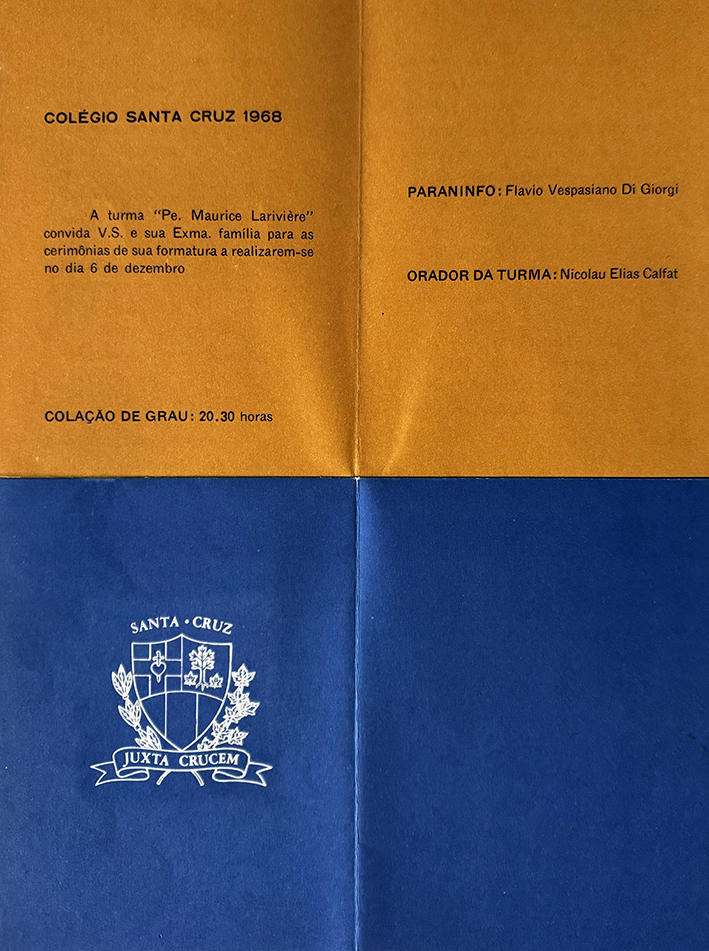 COLÉGIO SANTA CRUZ 1968
A turma "Pe. Maurice Larivière"
convida V.S. e sua Exma. família para as
cerimônias de sua formatura a realizarem-se
no dia 6 de dezembro
COLAÇÃO DE GRAU: 20.30 horas
PARANINFO: Flavio Vespasiano Di Giorgi
ORADOR DA TURMA: Nicolau Elias Calfat
SANTA • CRUZ
JUXTA CRUCEM